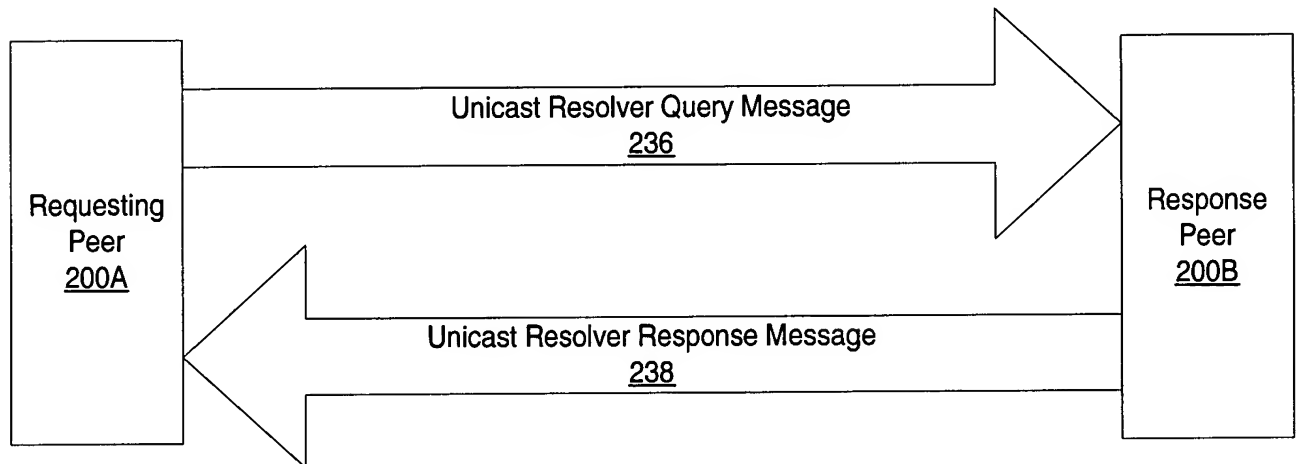 Unicast Resolver Query Message
236
Requesting
Peer
200A
Response
Peer
200B
Unicast Resolver Response Message
238